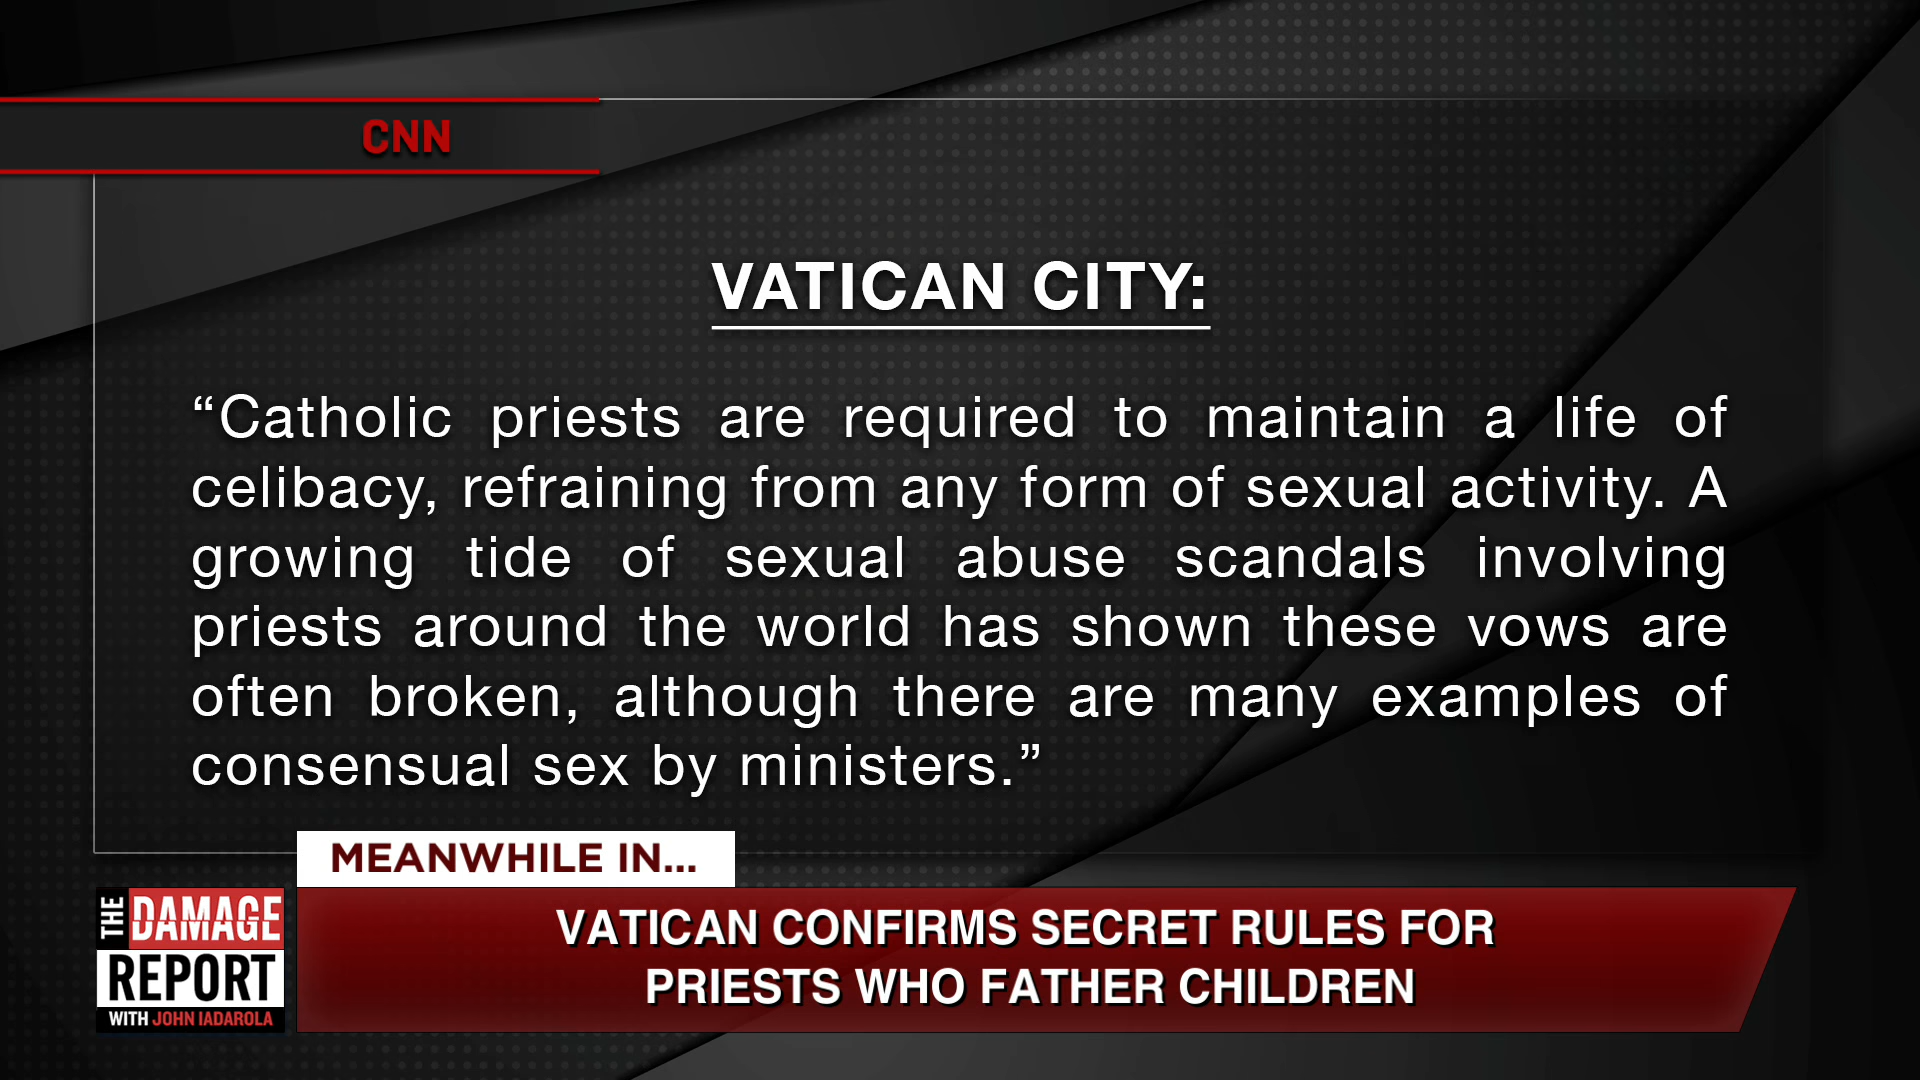 CNN
VATICAN CITY:
“Catholic priests are required to maintain a life of
celibacy, refraining from any form of sexual activity. A
growing tide of sexual abuse scandals involving
priests around the world has shown these vows are
often broken, although there are many examples of
consensual sex by ministers.”
MEANWHILE IN...
VATICAN CONFIRMS SECRET RULES FOR
PRIESTS WHO FATHER CHILDREN
THE DAMAGE
REPORT
WITH JOHN IADAROLA